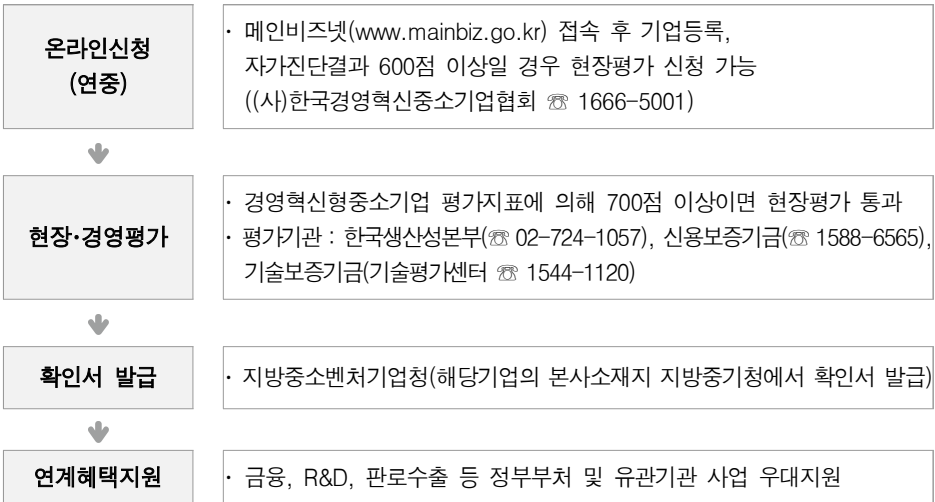 온라인신청
(연중)
· 메인비즈넷(www.mainbiz.go.kr) 접속 후 기업등록,
자가진단결과 600점 이상일 경우 현장평가 신청 가능
((사)한국경영혁신중소기업협회 ☏ 1666-5001)
현장·경영평가
· 경영혁신형중소기업 평가지표에 의해 700점 이상이면 현장평가 통과
· 평가기관 : 한국생산성본부(☏ 02-724-1057), 신용보증기금(☏ 1588-6565),
기술보증기금(기술평가센터 ☏ 1544-1120)
확인서 발급
· 지방중소벤처기업청(해당기업의 본사소재지 지방중기청에서 확인서 발급)
연계혜택지원
· 금융, R&D, 판로수출 등 정부부처 및 유관기관 사업 우대지원